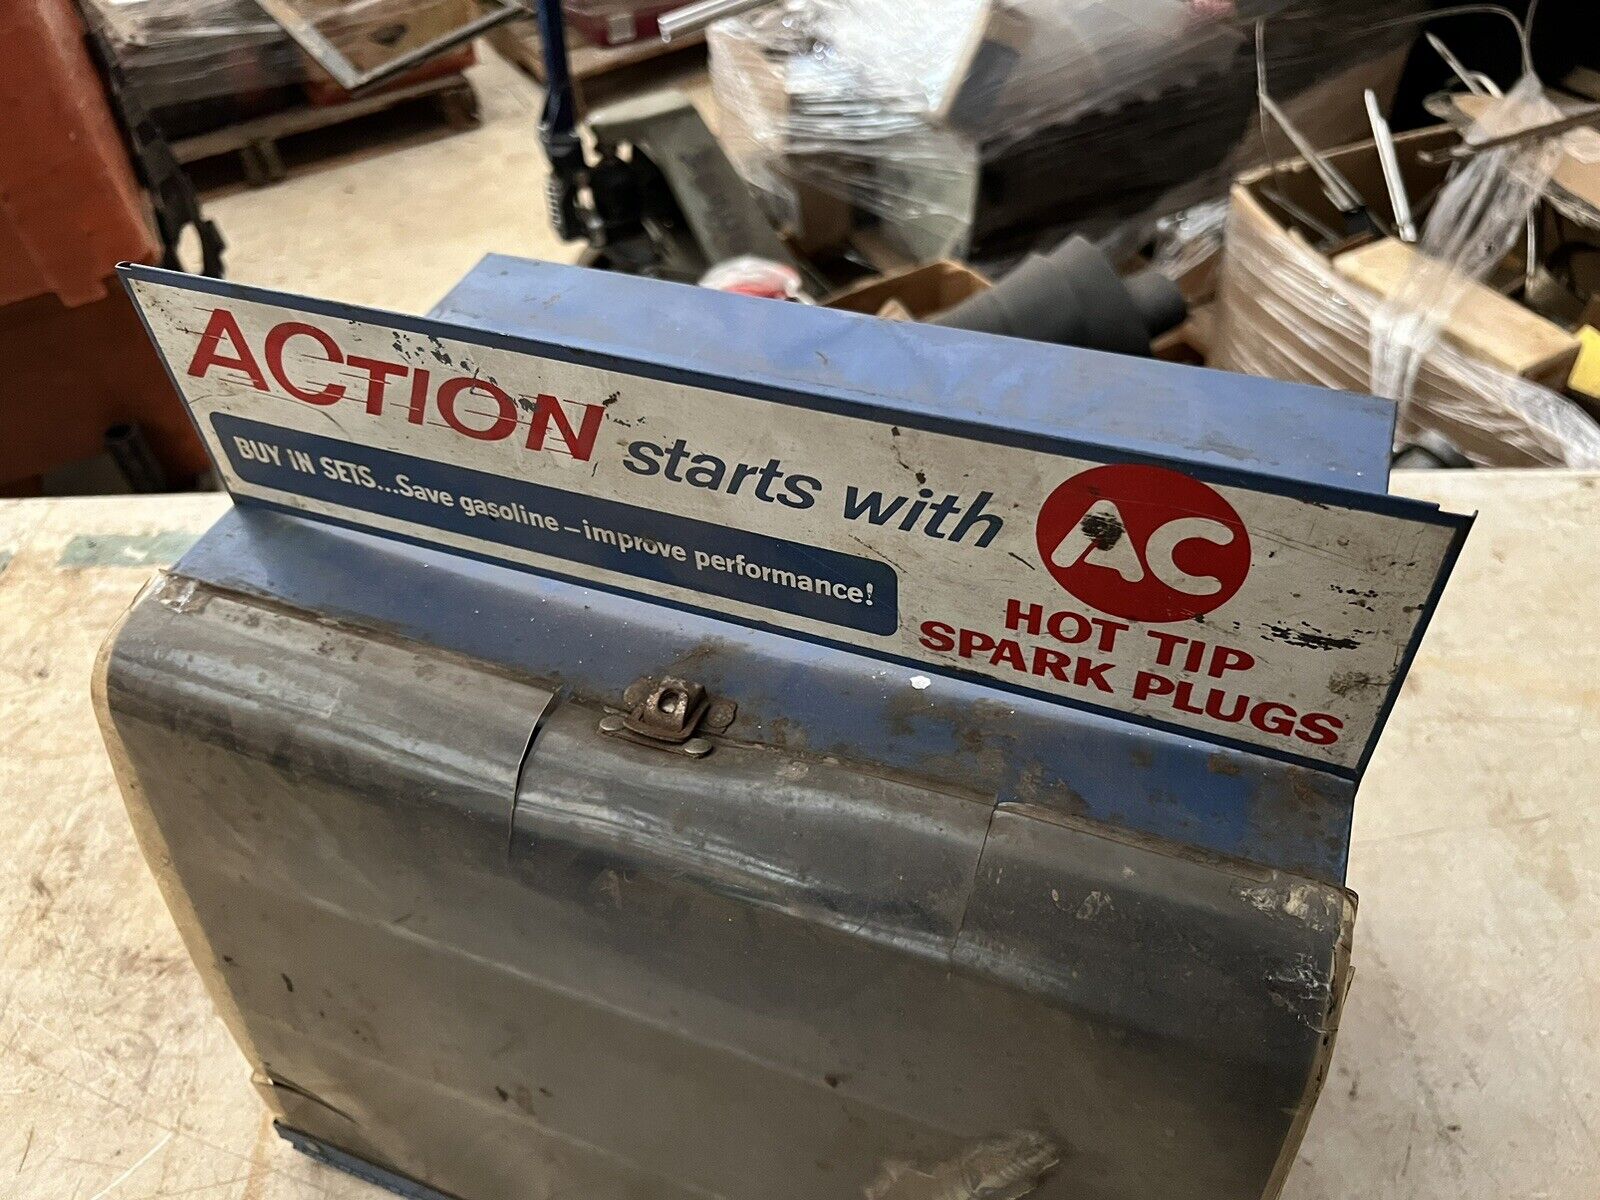 ACTION starts with AC
BUY iN SETS...Save gasoline – improve performance!
HOT TIP
SPARK PLUGS